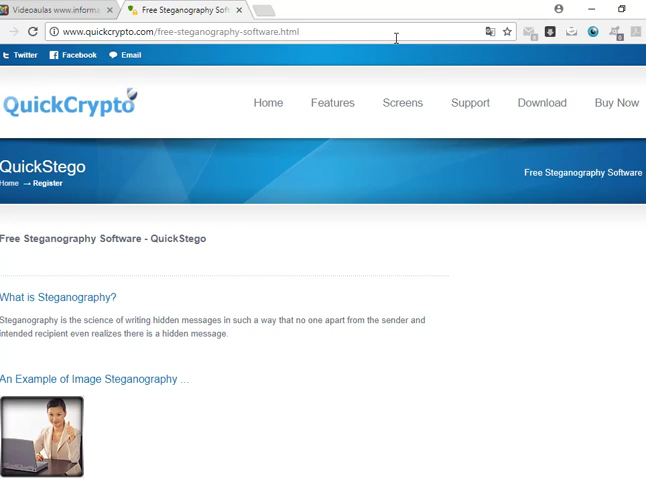 Videoaulas www.informa
Free Steganography Soft
www.quickcrypto.com/free-steganography-software.html
Twitter Facebook Email
QuickCrypto
Home Features Screens Support Download Buy Now
QuickStego
Free Steganography Software
Home → Register
Free Steganography Software - QuickStego
What is Steganography?
Steganography is the science of writing hidden messages in such a way that no one apart from the sender and
intended recipient even realizes there is a hidden message.
An Example of Image Steganography ...